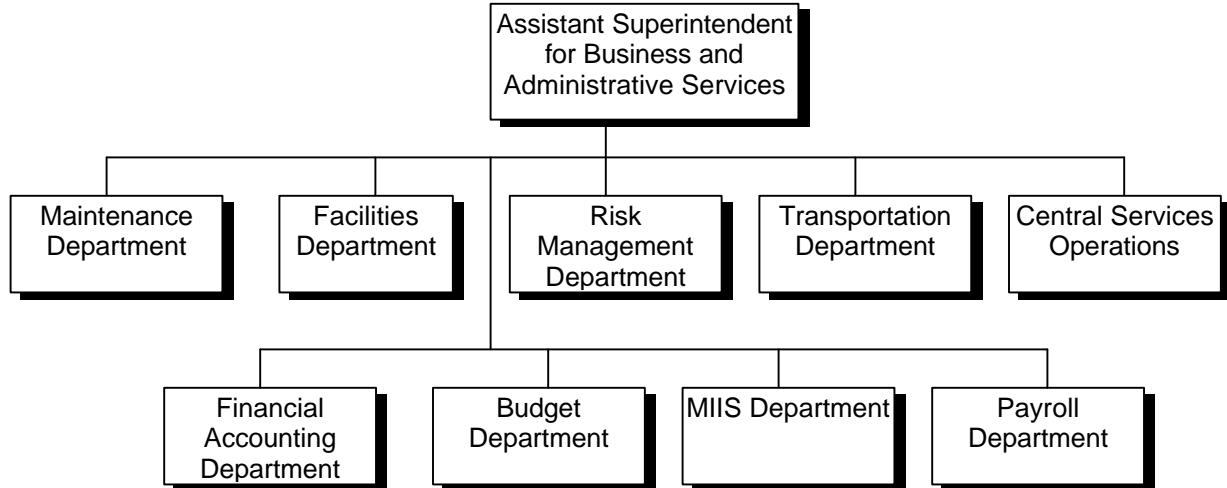 Assistant Superintendent
for Business and
Administrative Services
Maintenance
Department
Facilities
Department
Risk
Management
Department
Transportation
Department
Central Services
Operations
Financial
Accounting
Department
Budget
Department
MIIS Department
Payroll
Department